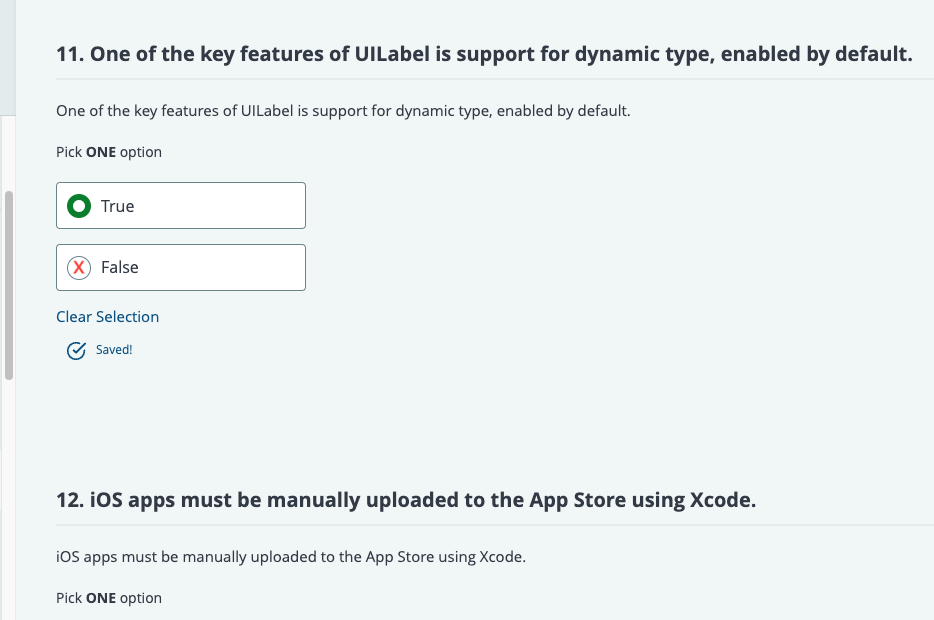 11. One of the key features of UILabel is support for dynamic type, enabled by default.
One of the key features of UILabel is support for dynamic type, enabled by default.
Pick ONE option
True
X False
Clear Selection
Saved!
12. iOS apps must be manually uploaded to the App Store using Xcode.
iOS apps must be manually uploaded to the App Store using Xcode.
Pick ONE option